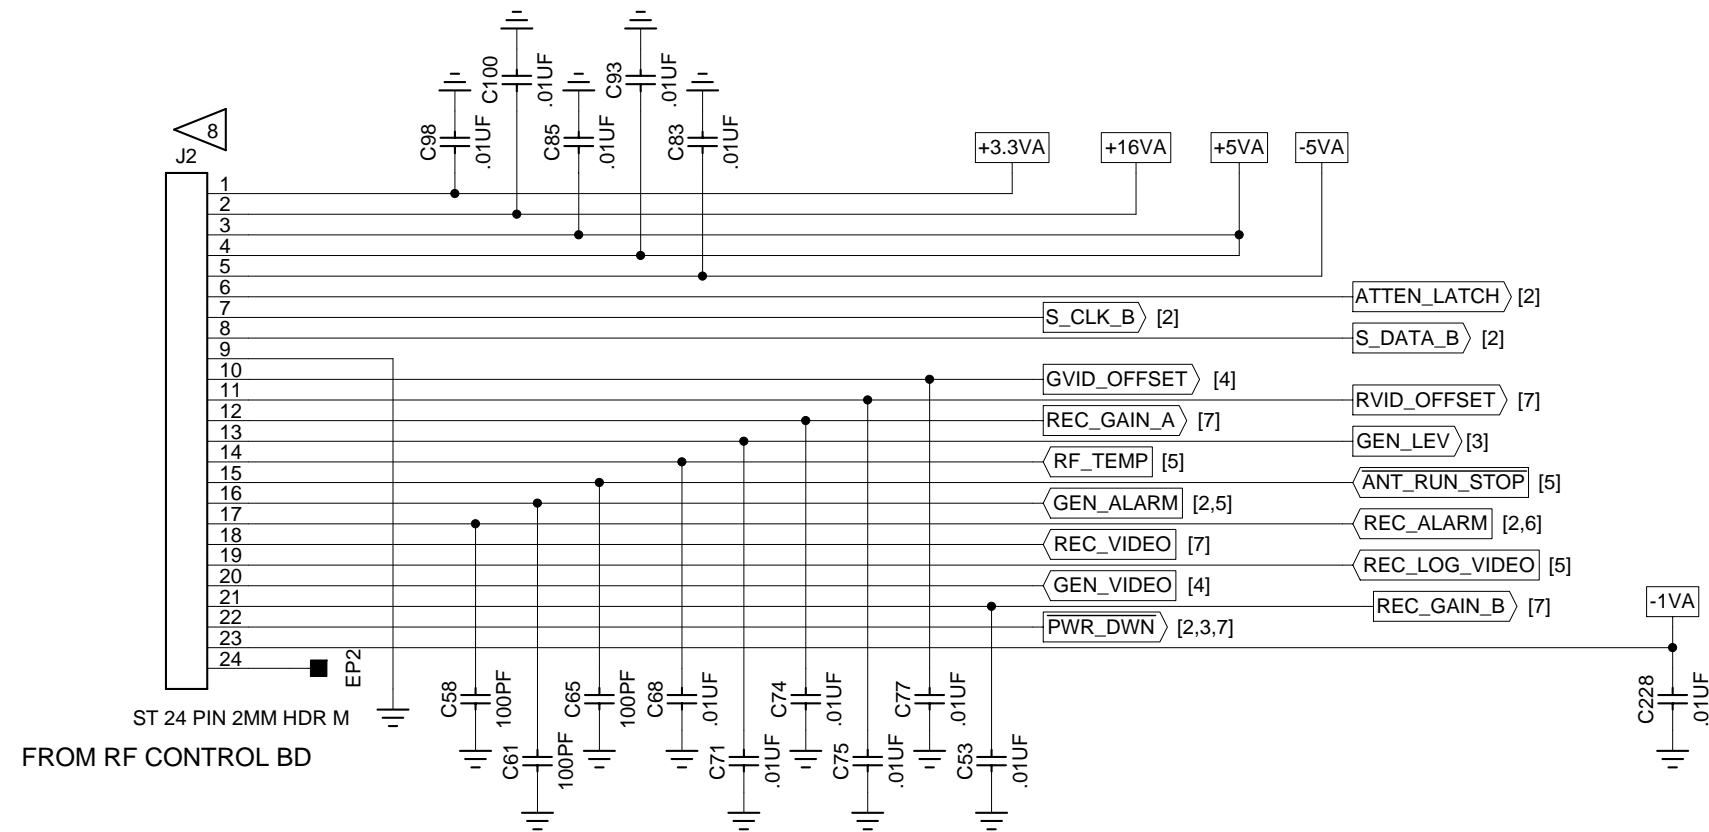 C100
.01UF
C93
.01UF
C98
.01UF
C85
.01UF
C83
.01UF
8
J2
+3.3VA
+16VA
+5VA
-5VA
1
2
3
4
5
6
ATTEN_LATCH [2]
7
S_CLK_B [2]
8
S_DATA_B [2]
9
10
GVID_OFFSET [4]
11
RVID_OFFSET [7]
12
REC_GAIN_A [7]
13
GEN_LEV [3]
14
RF_TEMP [5]
15
ANT_RUN_STOP [5]
16
GEN_ALARM [2,5]
17
REC_ALARM [2,6]
18
REC_VIDEO [7]
19
REC_LOG_VIDEO [5]
20
GEN_VIDEO [4]
21
REC_GAIN_B [7]
-1VA
22
PWR_DWN [2,3,7]
23
24
EP2
C58
100PF
C65
100PF
C68
.01UF
C74
.01UF
C77
.01UF
C228
.01UF
ST 24 PIN 2MM HDR M
FROM RF CONTROL BD
C61
100PF
C71
.01UF
C75
.01UF
C53
.01UF